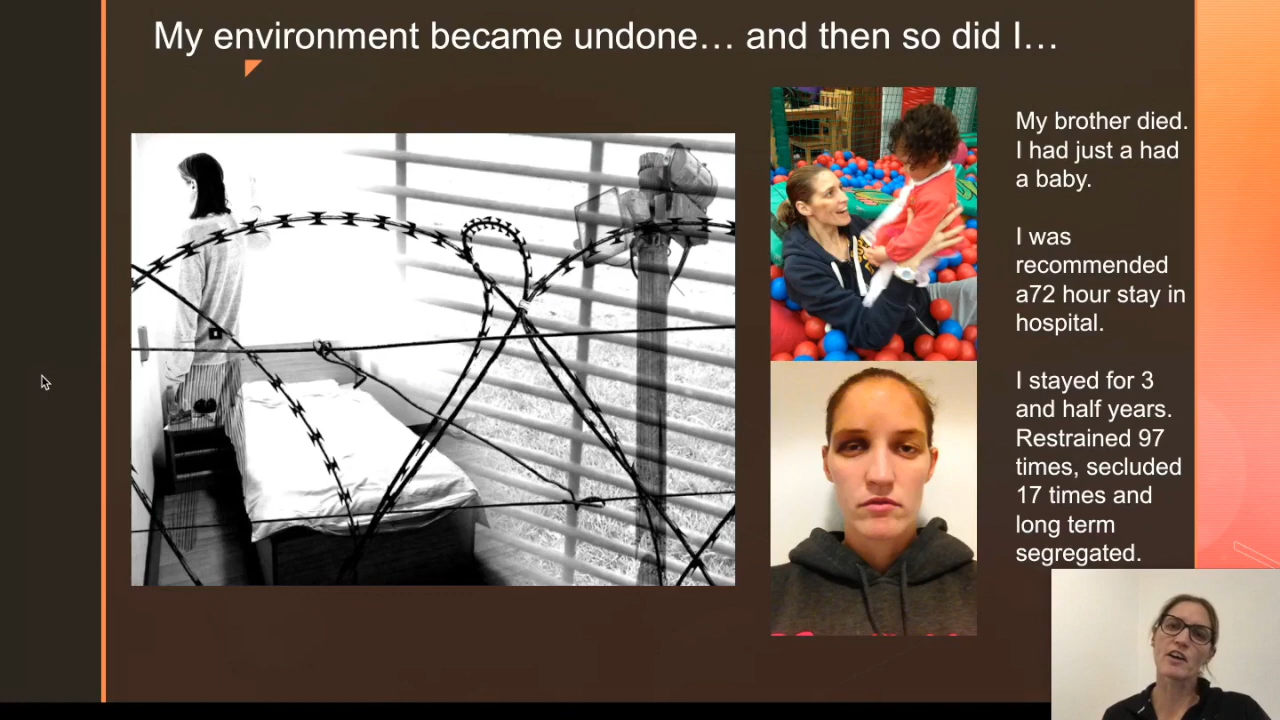 My environment became undone… and then so did I…
My brother died.
I had just a had
a baby.
I was
recommended
a72 hour stay in
hospital.
I stayed for 3
and half years.
Restrained 97
times, secluded
17 times and
long term
segregated.